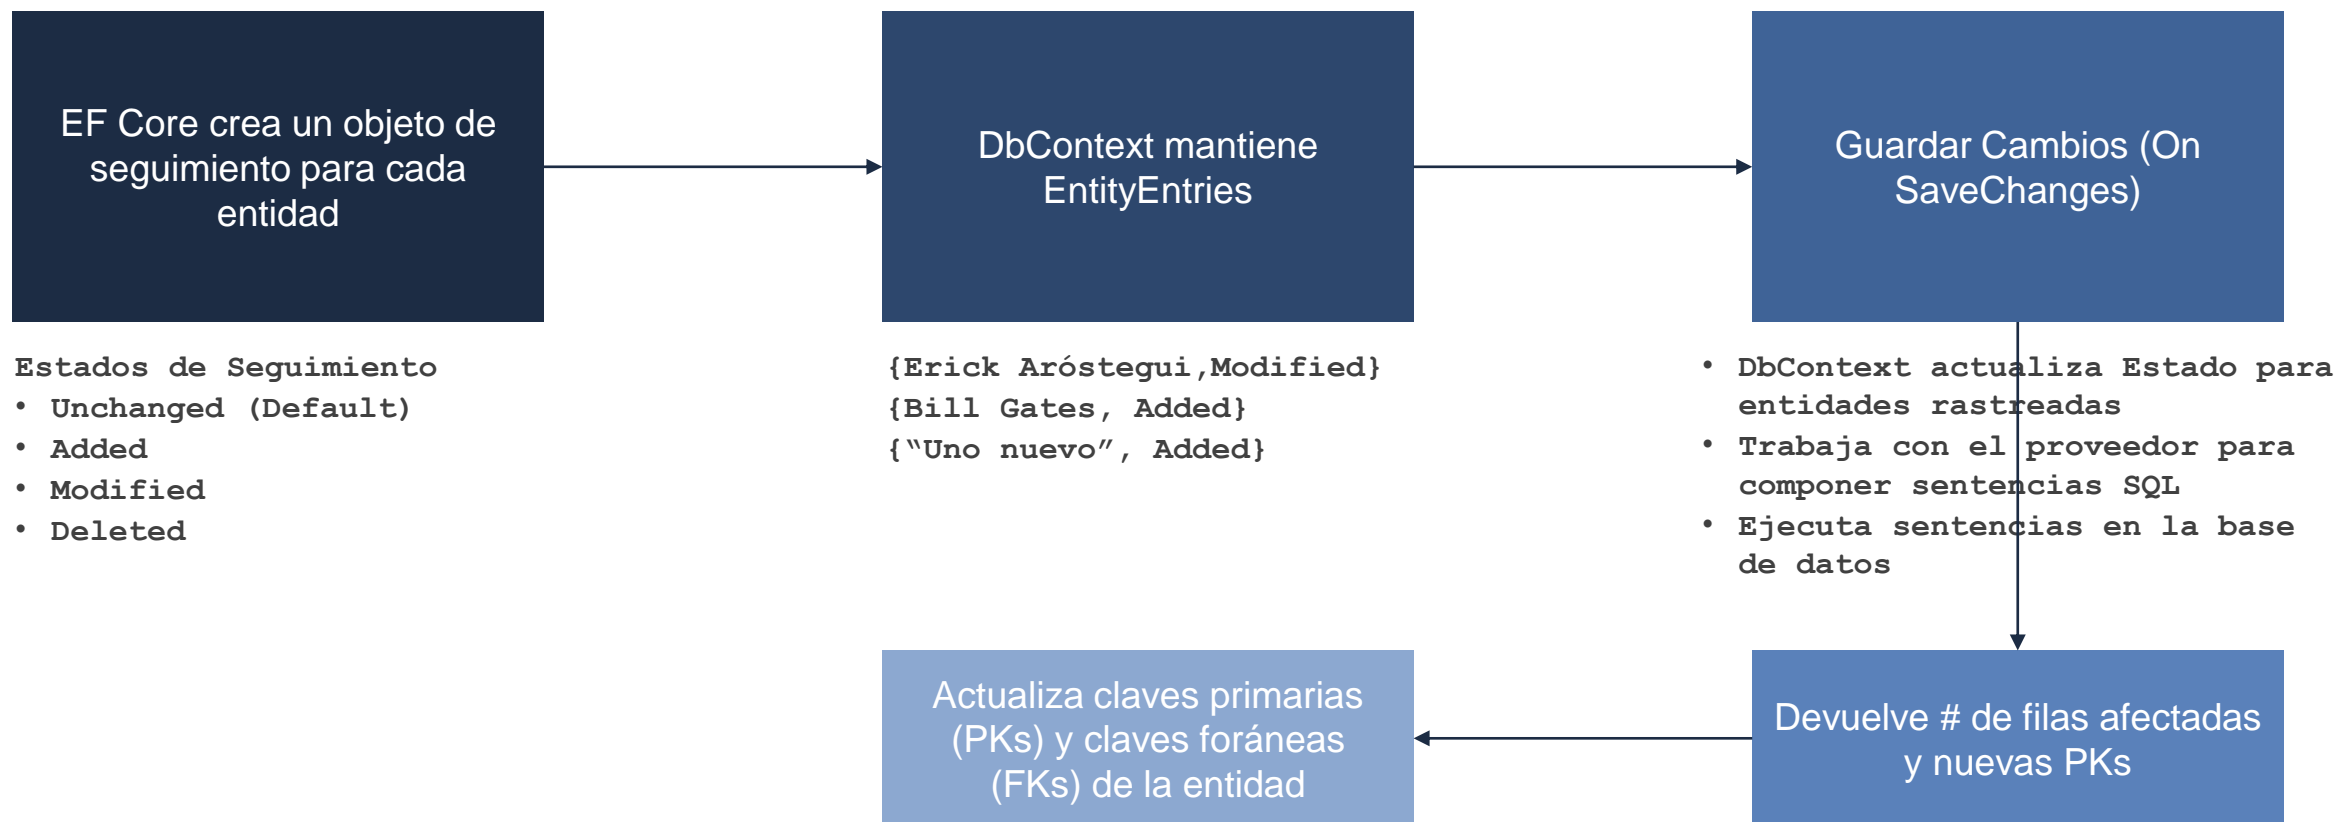 EF Core crea un objeto de
seguimiento para cada
entidad
DbContext mantiene
EntityEntries
Guardar Cambios (On
SaveChanges)
Estados de Seguimiento
• Unchanged (Default)
• Added
• Modified
• Deleted
{Erick Aróstegui,Modified}
{Bill Gates, Added}
{“Uno nuevo”, Added}
• DbContext actualiza Estado para
entidades rastreadas
• Trabaja con el proveedor para
componer sentencias SQL
• Ejecuta sentencias en la base
de datos
Actualiza claves primarias
(PKs) y claves foráneas
(FKs) de la entidad
Devuelve # de filas afectadas
y nuevas PKs